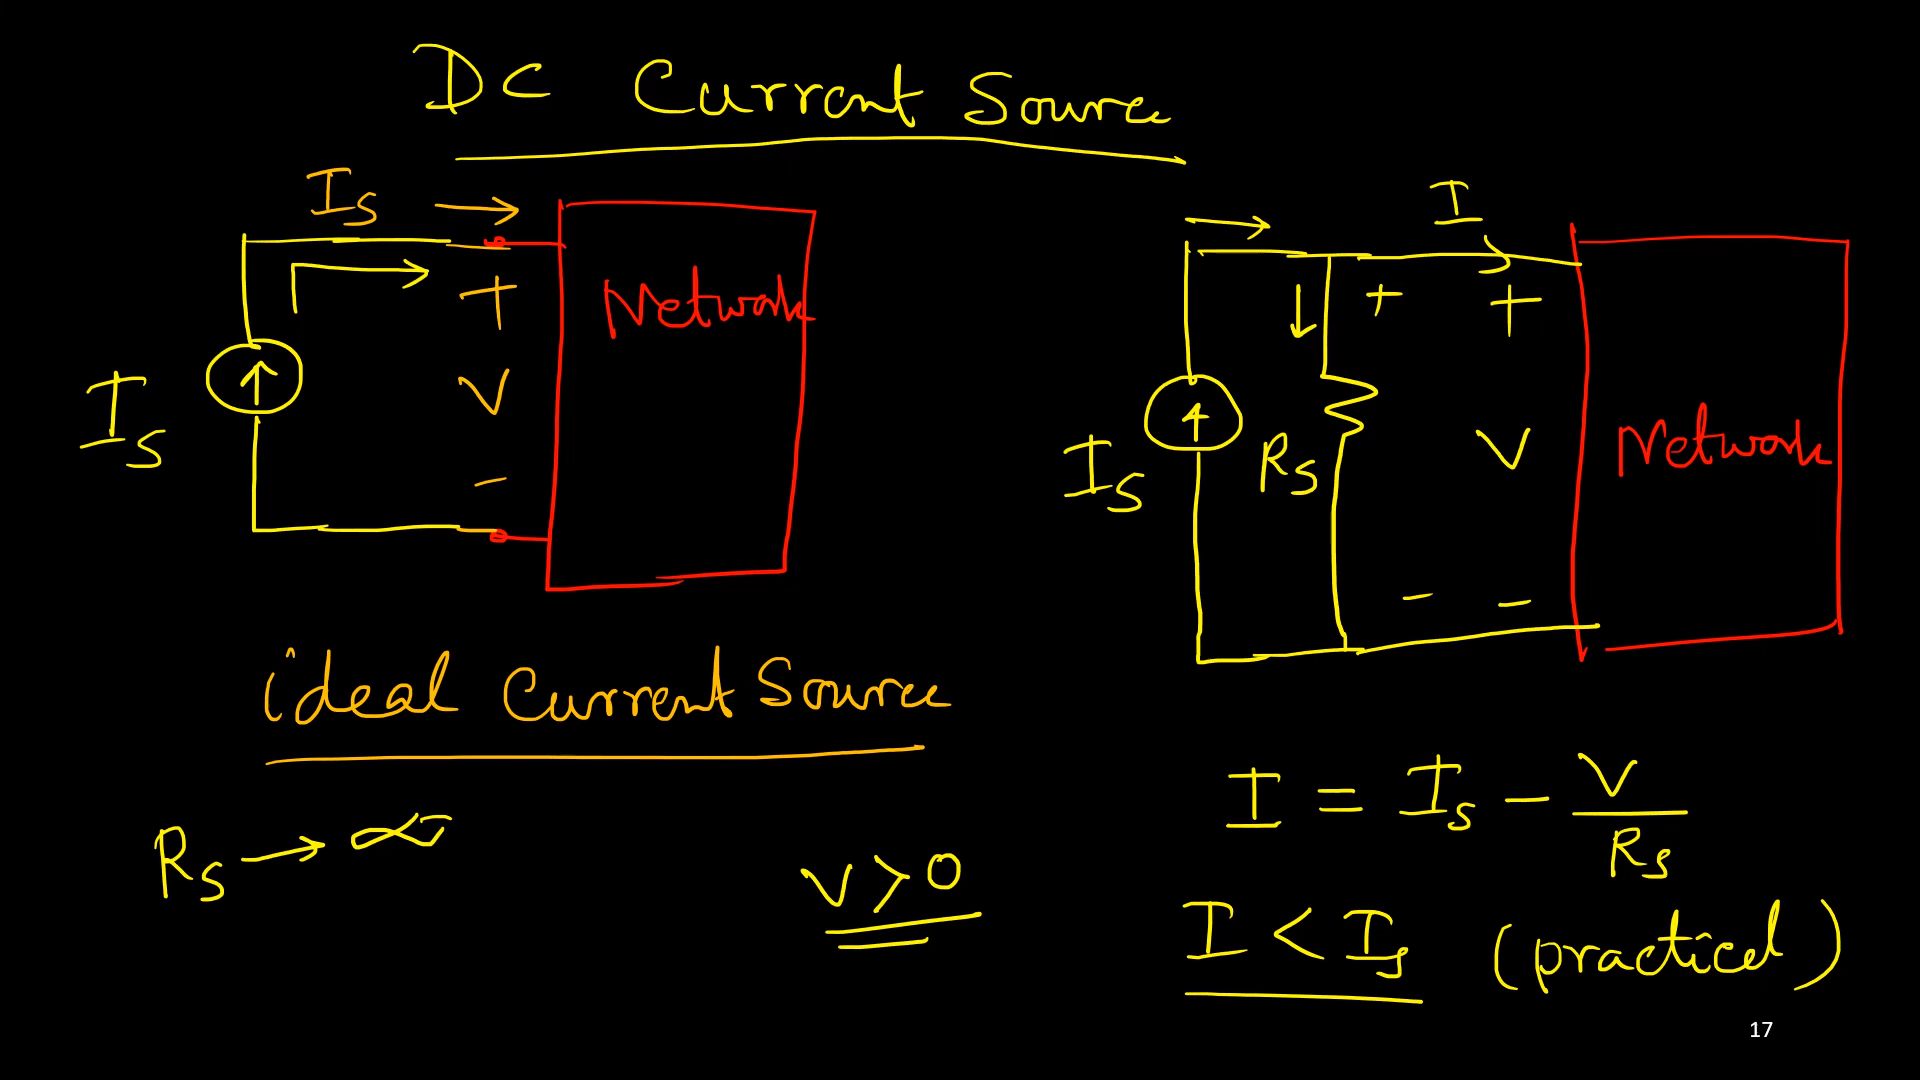 DC Current Source
Is
+
V
-
Is
Network
ideal Current Source
Rs → ∞
V > 0
I
+ +
Is
Rs
V
- -
Network
I = Is - V/Rs
I < Is (practical)
17